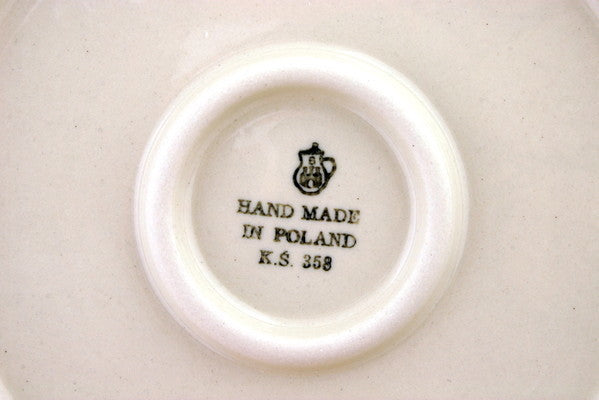 HAND MADE
IN POLAND
K.Ś. 358